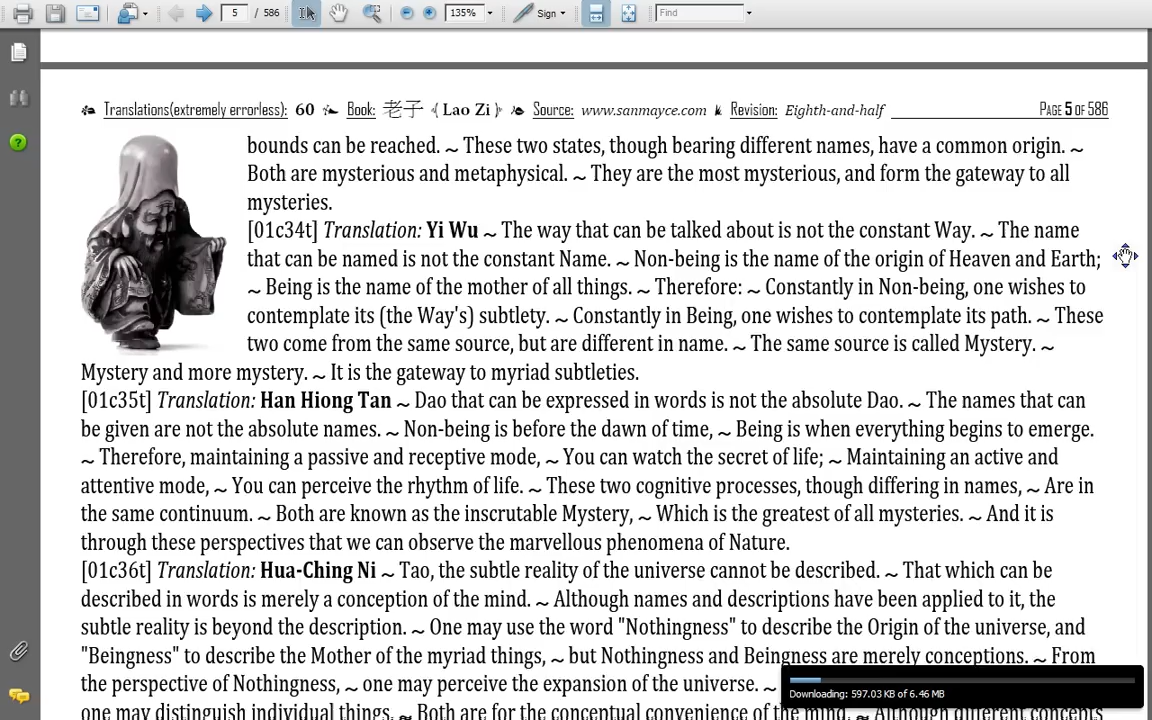 5 / 586 135% Sign Find
Translations(extremely errorless): 60 Book: 老子 《Lao Zi》 Source: www.sanmayce.com Revision: Eighth-and-half PAGE 5 OF 586
bounds can be reached. ~ These two states, though bearing different names, have a common origin. ~
Both are mysterious and metaphysical. ~ They are the most mysterious, and form the gateway to all
mysteries.
[01c34t] Translation: Yi Wu ~ The way that can be talked about is not the constant Way. ~ The name
that can be named is not the constant Name. ~ Non-being is the name of the origin of Heaven and Earth;
~ Being is the name of the mother of all things. ~ Therefore: ~ Constantly in Non-being, one wishes to
contemplate its (the Way's) subtlety. ~ Constantly in Being, one wishes to contemplate its path. ~ These
two come from the same source, but are different in name. ~ The same source is called Mystery. ~
Mystery and more mystery. ~ It is the gateway to myriad subtleties.
[01c35t] Translation: Han Hiong Tan ~ Dao that can be expressed in words is not the absolute Dao. ~ The names that can
be given are not the absolute names. ~ Non-being is before the dawn of time, ~ Being is when everything begins to emerge.
~ Therefore, maintaining a passive and receptive mode, ~ You can watch the secret of life; ~ Maintaining an active and
attentive mode, ~ You can perceive the rhythm of life. ~ These two cognitive processes, though differing in names, ~ Are in
the same continuum. ~ Both are known as the inscrutable Mystery, ~ Which is the greatest of all mysteries. ~ And it is
through these perspectives that we can observe the marvellous phenomena of Nature.
[01c36t] Translation: Hua-Ching Ni ~ Tao, the subtle reality of the universe cannot be described. ~ That which can be
described in words is merely a conception of the mind. ~ Although names and descriptions have been applied to it, the
subtle reality is beyond the description. ~ One may use the word "Nothingness" to describe the Origin of the universe, and
"Beingness" to describe the Mother of the myriad things, ~ but Nothingness and Beingness are merely conceptions. ~ From
the perspective of Nothingness, ~ one may perceive the expansion of the universe. ~
one may distinguish individual things. ~ Both are for the conceptual convenience of the mind. ~ Although different concepts
Downloading: 597.03 KB of 6.46 MB